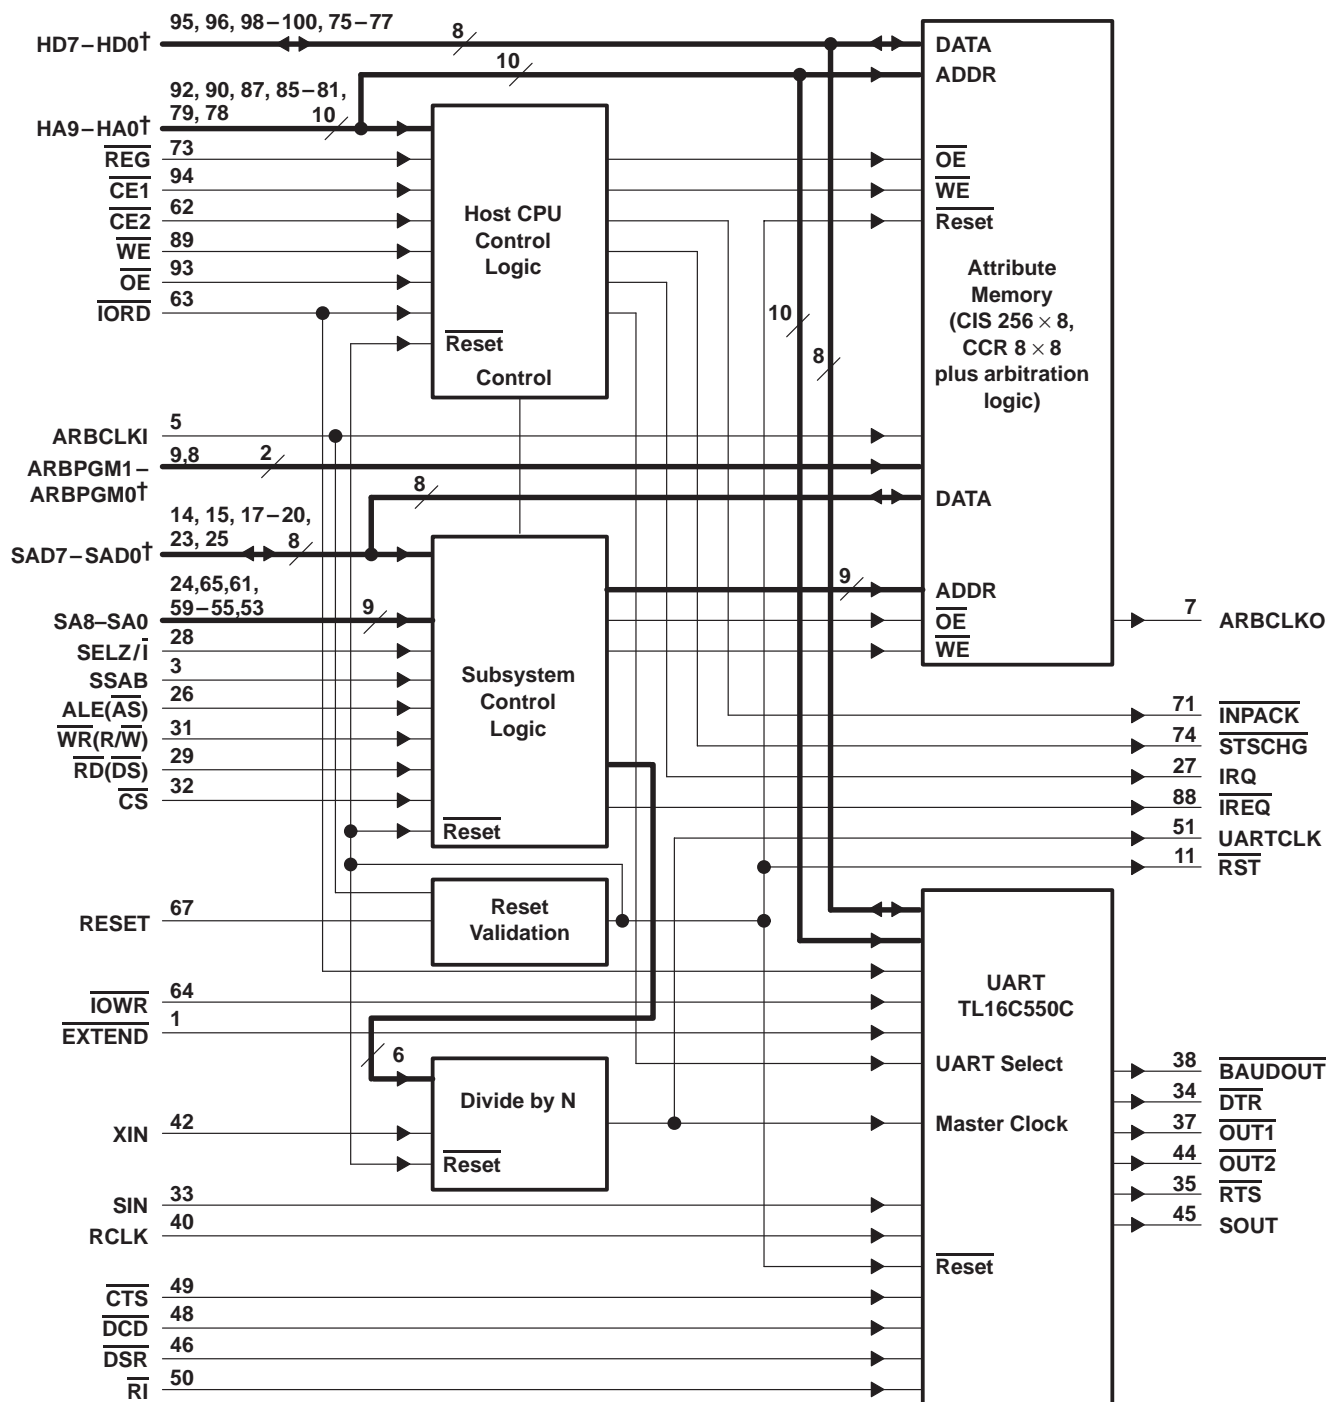 95, 96, 98–100, 75–77
HD7–HD0†
8
DATA
10
ADDR
92, 90, 87, 85–81,
79, 78
10
HA9–HA0†
REG
73
OE
CE1
94
WE
CE2
62
Reset
WE
89
OE
93
IORD
63
Host CPU
Control
Logic
Reset
Control
Attribute
Memory
(CIS 256 × 8,
CCR 8 × 8
plus arbitration
logic)
10
8
ARBCLKI
5
ARBPGM1–
ARBPGM0†
9,8
2
8
DATA
14, 15, 17–20,
23, 25
8
SAD7–SAD0†
9
ADDR
24,65,61,
59–55,53
9
SA8–SA0
OE
7
ARBCLKO
SELZ/I
28
WE
SSAB
3
ALE(AS)
26
WR(R/W)
31
RD(DS)
29
CS
32
Subsystem
Control
Logic
Reset
71
INPACK
74
STSCHG
27
IRQ
88
IREQ
51
UARTCLK
11
RST
RESET
67
Reset
Validation
IOWR
64
EXTEND
1
UART
TL16C550C
6
UART Select
Divide by N
Master Clock
XIN
42
Reset
38
BAUDOUT
34
DTR
37
OUT1
44
OUT2
35
RTS
45
SOUT
SIN
33
RCLK
40
Reset
CTS
49
DCD
48
DSR
46
RI
50